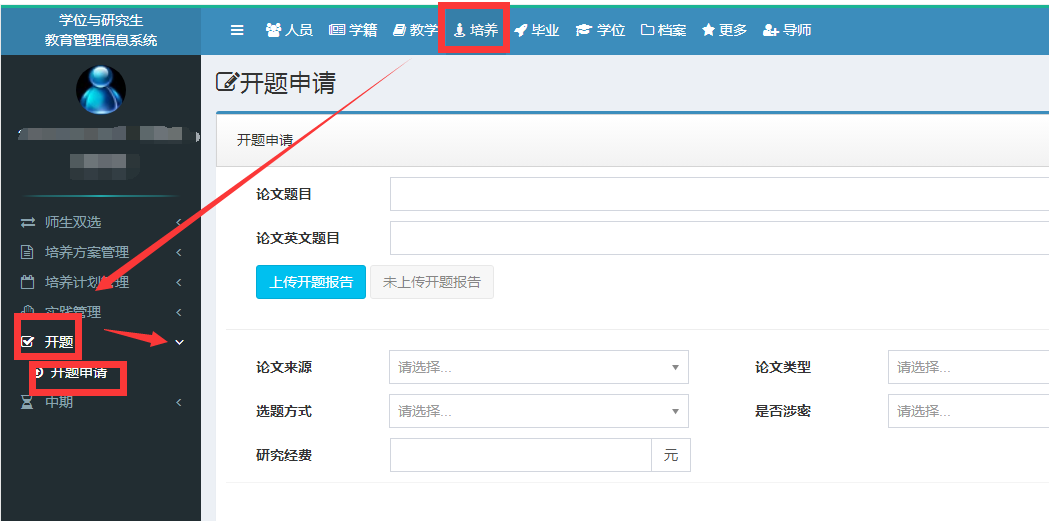 学位与研究生
教育管理信息系统
人员 学籍 教学 培养 毕业 学位 档案 更多 导师
开题申请
开题申请
论文题目
论文英文题目
上传开题报告 未上传开题报告
论文来源 请选择... 论文类型 请选择...
选题方式 请选择... 是否涉密 请选择...
研究经费 元
师生双选
培养方案管理
培养计划管理
实践管理
开题
开题申请
中期